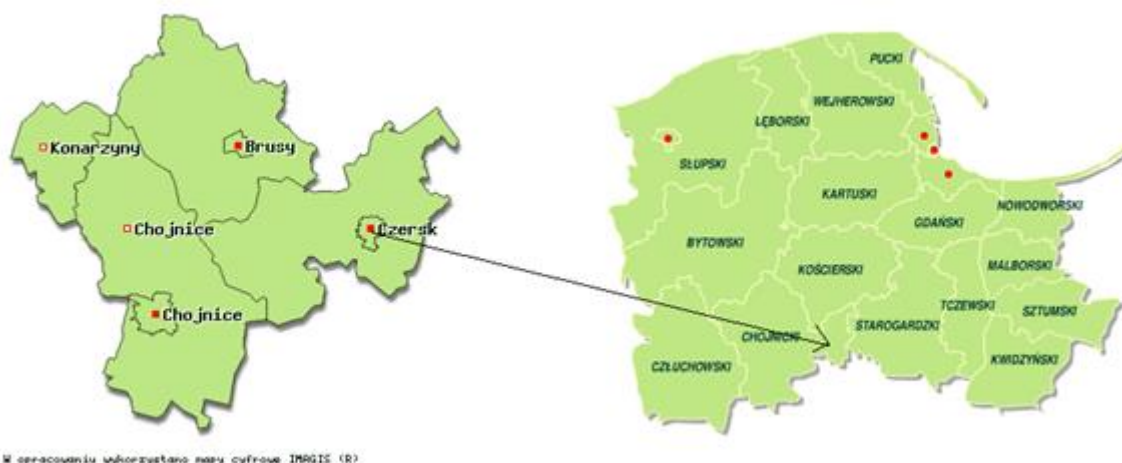 Konarzyny
Brusy
Chojnice
Czersk
Chojnice
PUCKI
WEJHEROWSKI
LĘBORSKI
SŁUPSKI
KARTUSKI
NOWODWORSKI
GDAŃSKI
BYTOWSKI
KOŚCIERSKI
MALBORSKI
TCZEWSKI
SZTUMSKI
CHOJNICKI
STAROGARDZKI
CZŁUCHOWSKI
KWIDZYŃSKI
W opracowaniu wykorzystano mapy cyfrowe IMAGIS (R)